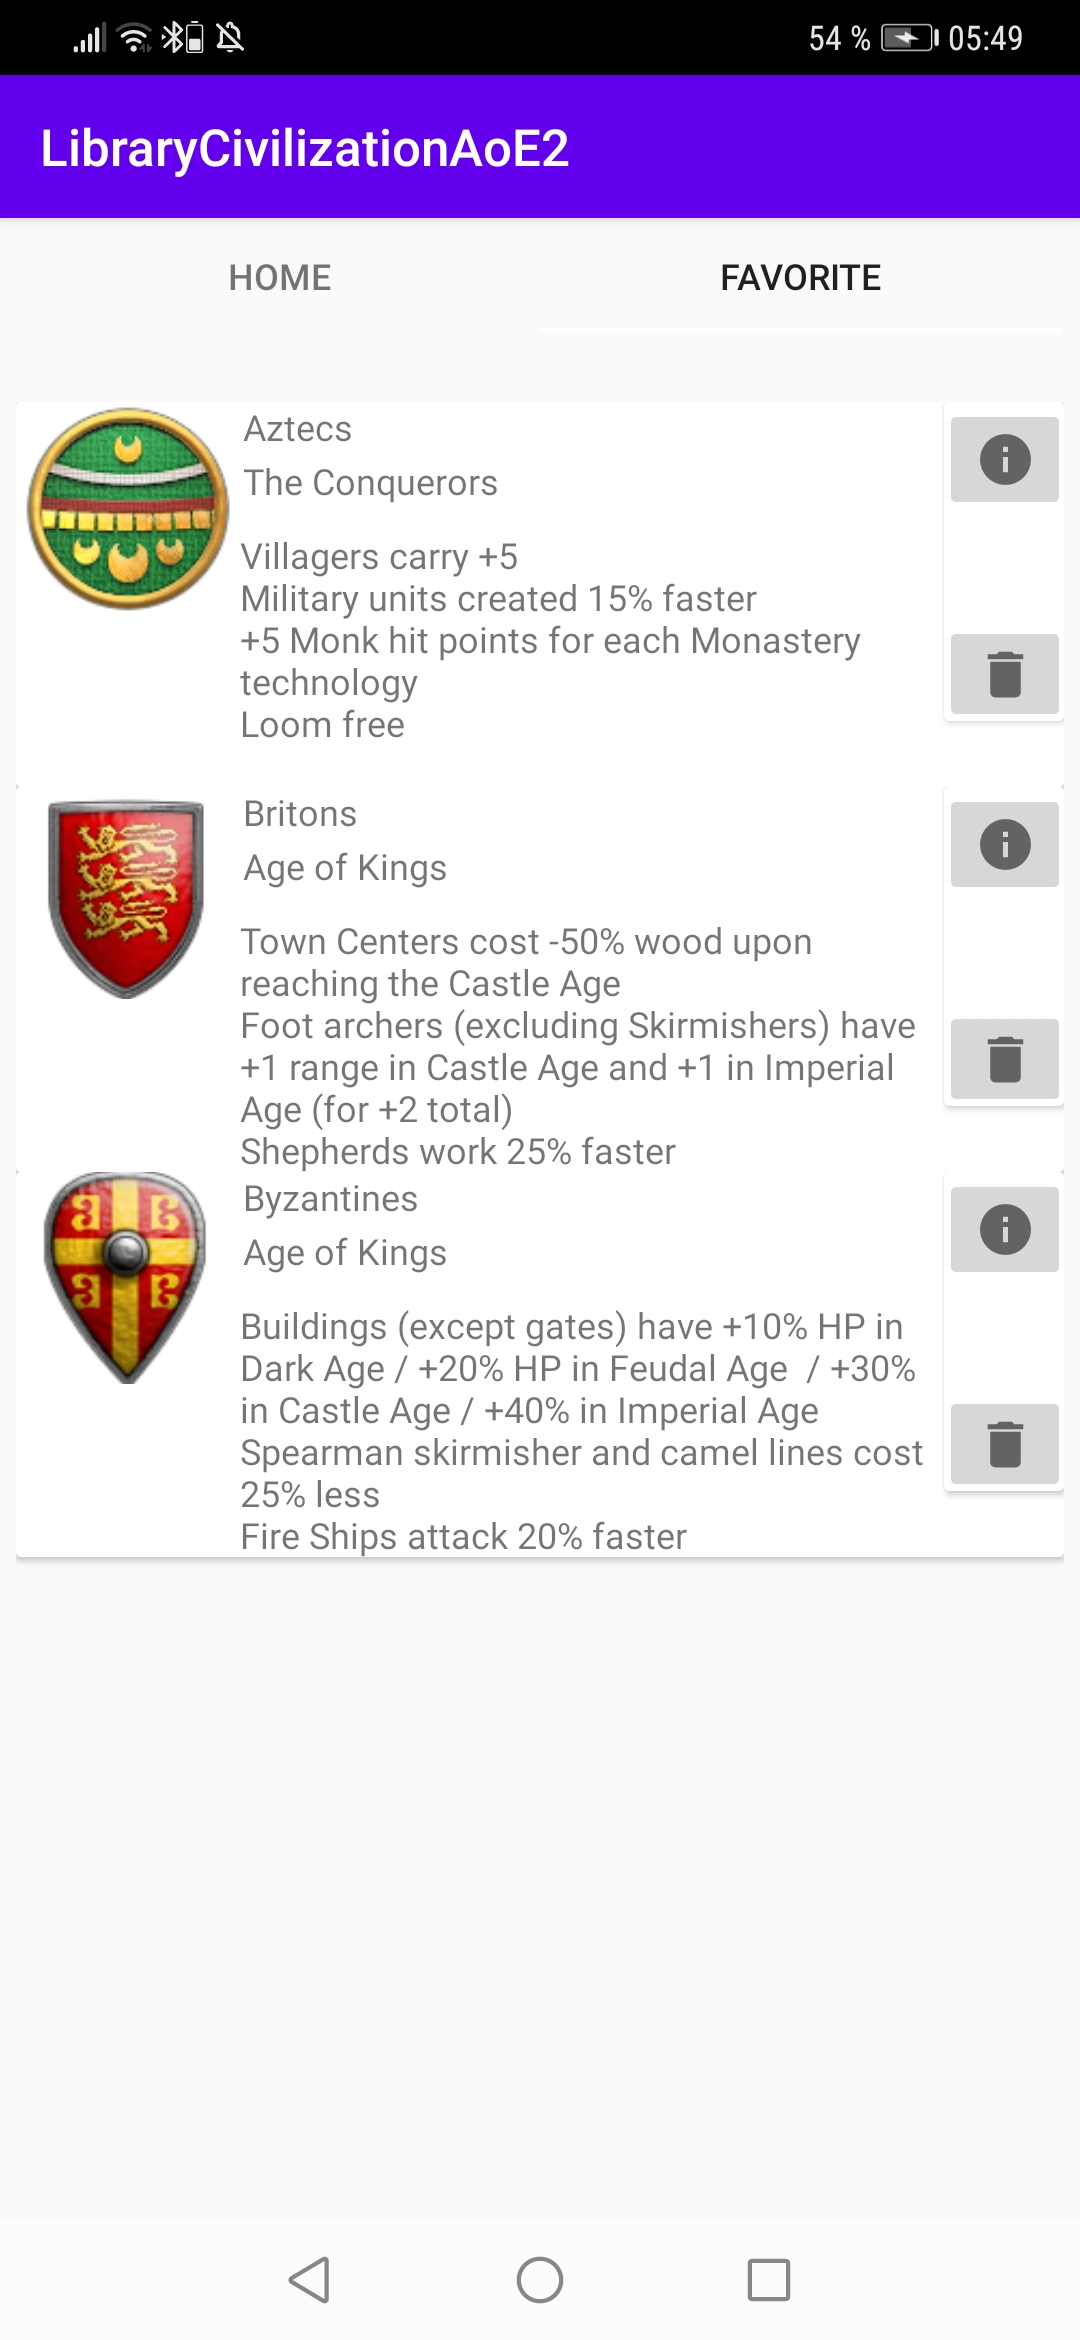 54 % 05:49
LibraryCivilizationAoE2
HOME FAVORITE
Aztecs
The Conquerors
Villagers carry +5
Military units created 15% faster
+5 Monk hit points for each Monastery
technology
Loom free
Britons
Age of Kings
Town Centers cost -50% wood upon
reaching the Castle Age
Foot archers (excluding Skirmishers) have
+1 range in Castle Age and +1 in Imperial
Age (for +2 total)
Shepherds work 25% faster
Byzantines
Age of Kings
Buildings (except gates) have +10% HP in
Dark Age / +20% HP in Feudal Age  / +30%
in Castle Age / +40% in Imperial Age
Spearman skirmisher and camel lines cost
25% less
Fire Ships attack 20% faster